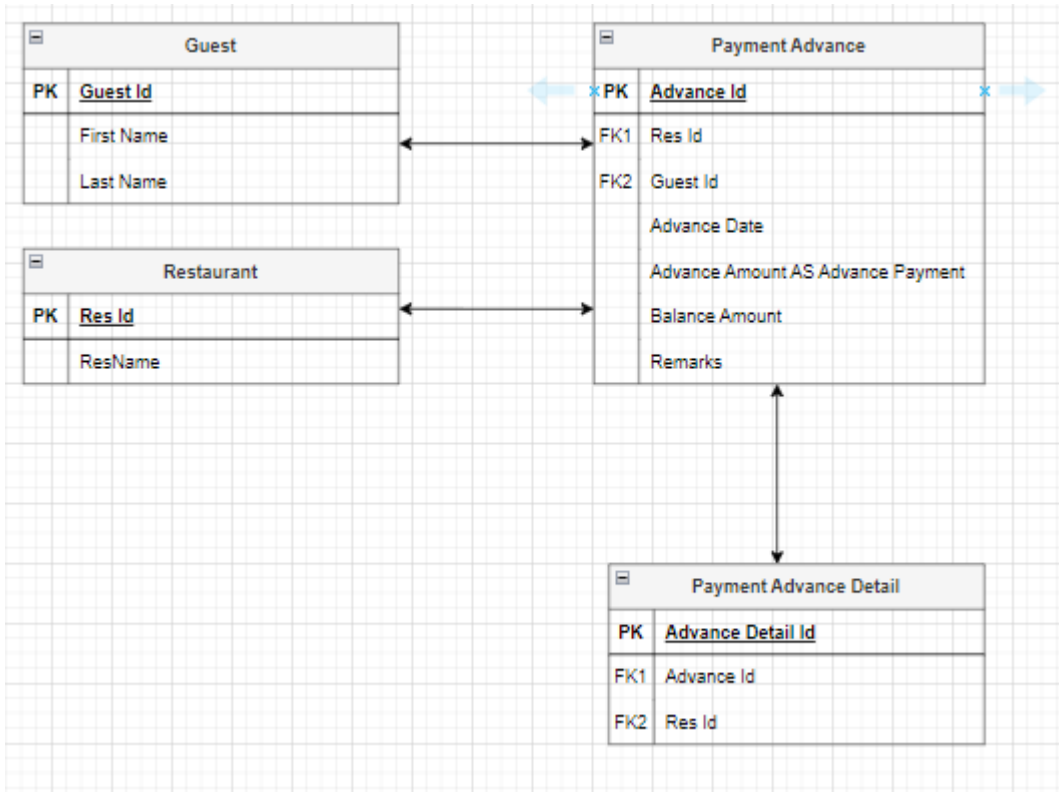 Guest
PK Guest Id
First Name
Last Name
Restaurant
PK Res Id
ResName
Payment Advance
PK Advance Id
FK1 Res Id
FK2 Guest Id
Advance Date
Advance Amount AS Advance Payment
Balance Amount
Remarks
Payment Advance Detail
PK Advance Detail Id
FK1 Advance Id
FK2 Res Id